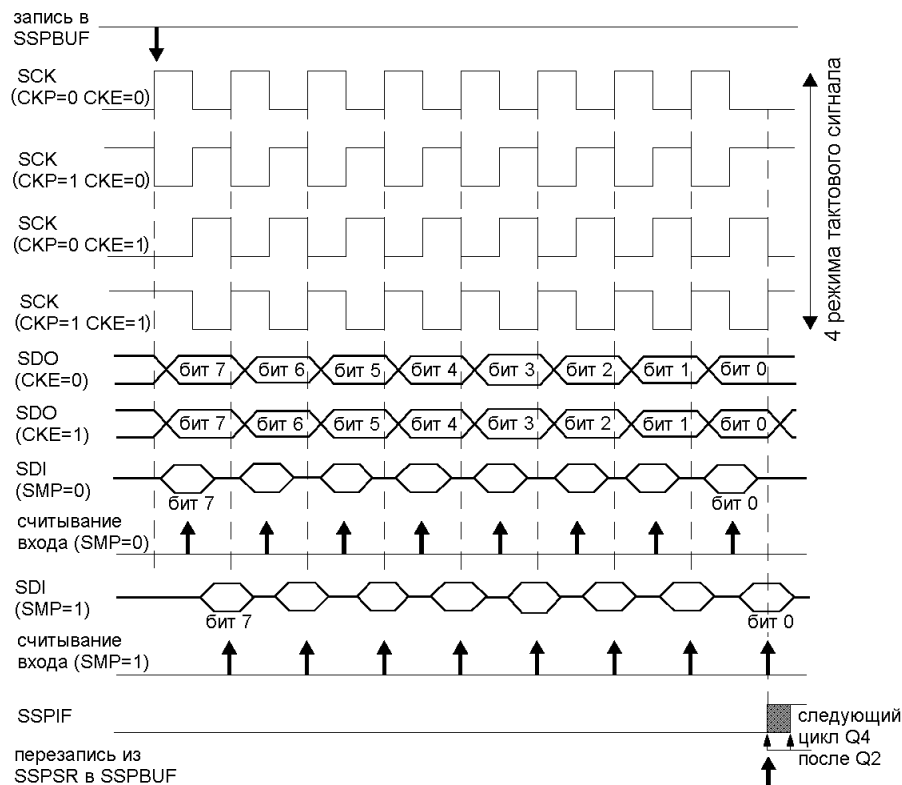 запись в
SSPBUF
SCK
(CKP=0 CKE=0)
SCK
(CKP=1 CKE=0)
SCK
(CKP=0 CKE=1)
SCK
(CKP=1 CKE=1)
4 режима тактового сигнала
SDO
(CKE=0)
бит 7 бит 6 бит 5 бит 4 бит 3 бит 2 бит 1 бит 0
SDO
(CKE=1)
бит 7 бит 6 бит 5 бит 4 бит 3 бит 2 бит 1 бит 0
SDI
(SMP=0)
бит 7 бит 0
считывание
входа (SMP=0)
SDI
(SMP=1)
бит 7 бит 0
считывание
входа (SMP=1)
SSPIF
следующий
цикл Q4
после Q2
перезапись из
SSPSR в SSPBUF